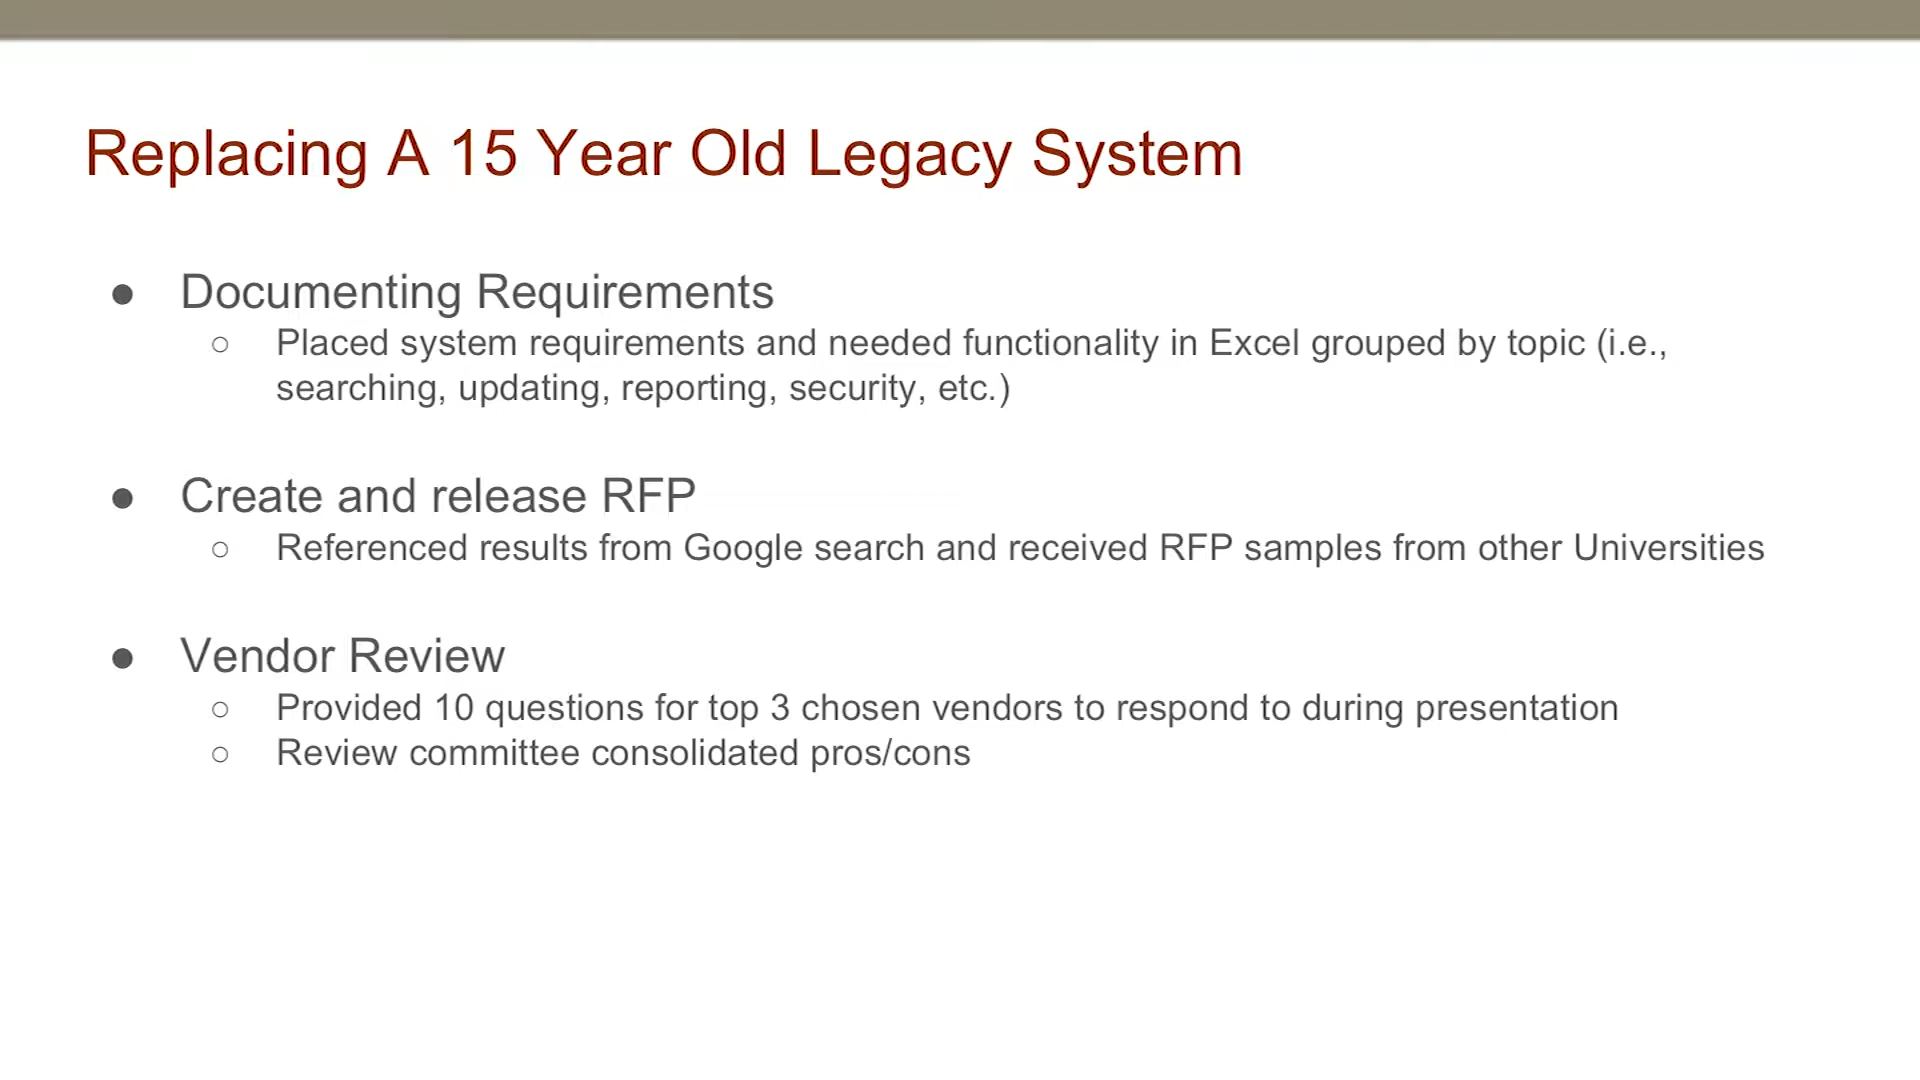 Replacing A 15 Year Old Legacy System
● Documenting Requirements
○ Placed system requirements and needed functionality in Excel grouped by topic (i.e.,
searching, updating, reporting, security, etc.)
● Create and release RFP
○ Referenced results from Google search and received RFP samples from other Universities
● Vendor Review
○ Provided 10 questions for top 3 chosen vendors to respond to during presentation
○ Review committee consolidated pros/cons